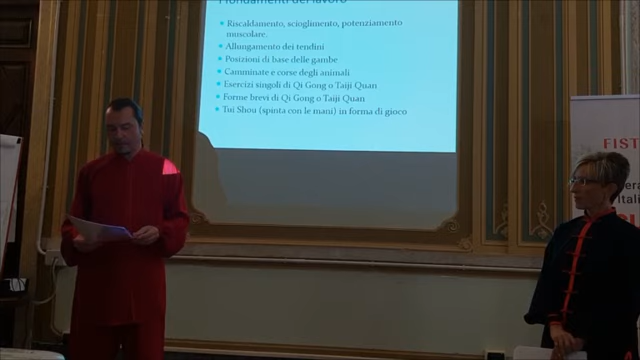 I fondamenti del lavoro
Riscaldamento, scioglimento, potenziamento
muscolare.
Allungamento dei tendini
Posizioni di base delle gambe
Camminate e corse degli animali
Esercizi singoli di Qi Gong o Taiji Quan
Forme brevi di Qi Gong o Taiji Quan
Tui Shou (spinta con le mani) in forma di gioco
FIST